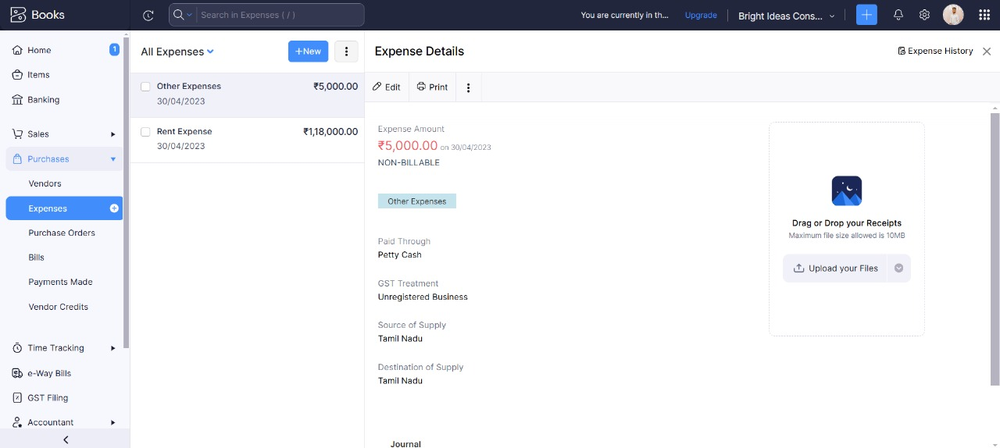 Books
Search in Expenses ( / )
You are currently in th...
Upgrade
Bright Ideas Cons...
Home
1
Items
Banking
Sales
Purchases
Vendors
Expenses
Purchase Orders
Bills
Payments Made
Vendor Credits
Time Tracking
e-Way Bills
GST Filing
Accountant
All Expenses
+New
Other Expenses ₹5,000.00
30/04/2023
Rent Expense ₹1,18,000.00
30/04/2023
Expense Details
Expense History
Edit
Print
Expense Amount
₹5,000.00 on 30/04/2023
NON-BILLABLE
Other Expenses
Paid Through
Petty Cash
GST Treatment
Unregistered Business
Source of Supply
Tamil Nadu
Destination of Supply
Tamil Nadu
Journal
Drag or Drop your Receipts
Maximum file size allowed is 10MB
Upload your Files